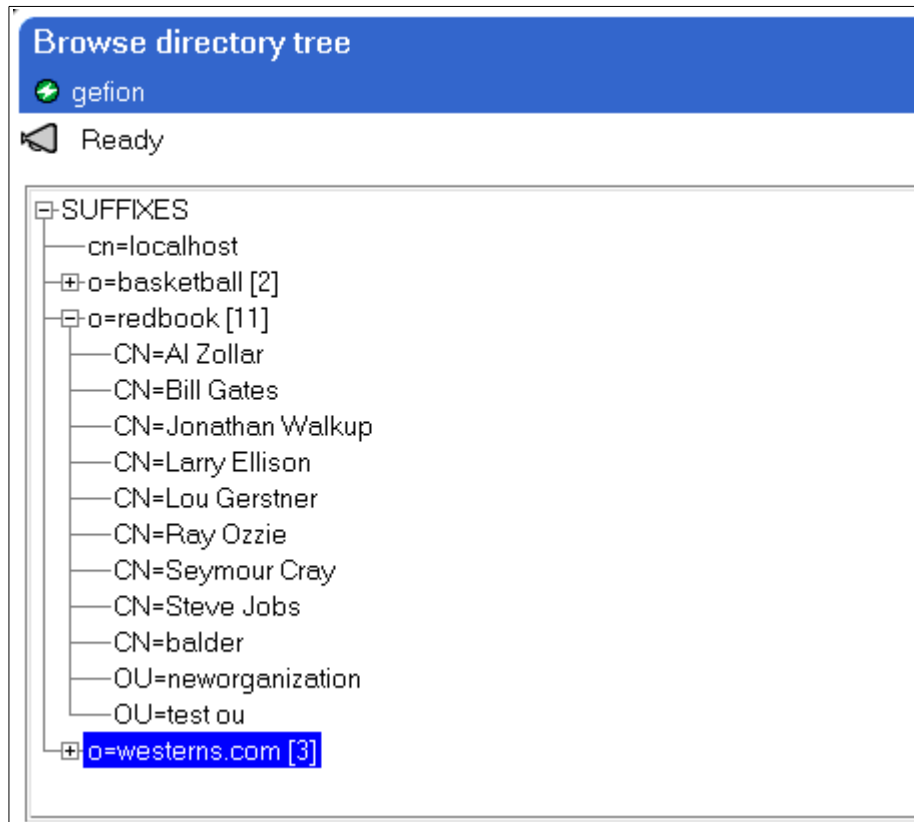 Browse directory tree
gefion
Ready
SUFFIXES
cn=localhost
o=basketball [2]
o=redbook [11]
CN=Al Zollar
CN=Bill Gates
CN=Jonathan Walkup
CN=Larry Ellison
CN=Lou Gerstner
CN=Ray Ozzie
CN=Seymour Cray
CN=Steve Jobs
CN=balder
OU=neworganization
OU=test ou
o=westerns.com [3]